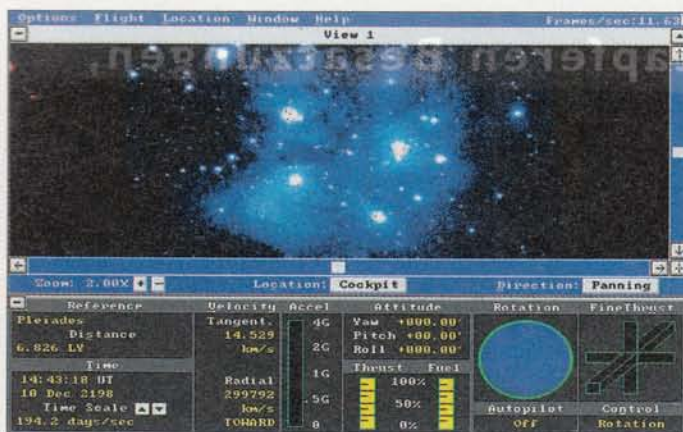 Options Flight Location Window Help Frames/sec:11.63
View 1
Zoom: 2.00X + - Location: Cockpit Direction: Panning
Reference Velocity Accel Attitude Rotation FineThrust
Pleiades Tangent. 4G Yaw +000.00°
Distance 14.529 Pitch +00.00°
6.826 LY km/s 2G Roll +000.00°
Time 1G Thrust Fuel
14:43:10 UT Radial 100%
10 Dec 2198 299792 .5G 50%
Time Scale km/s Autopilot Control
194.2 days/sec TOWARD 0 0% Off Rotation